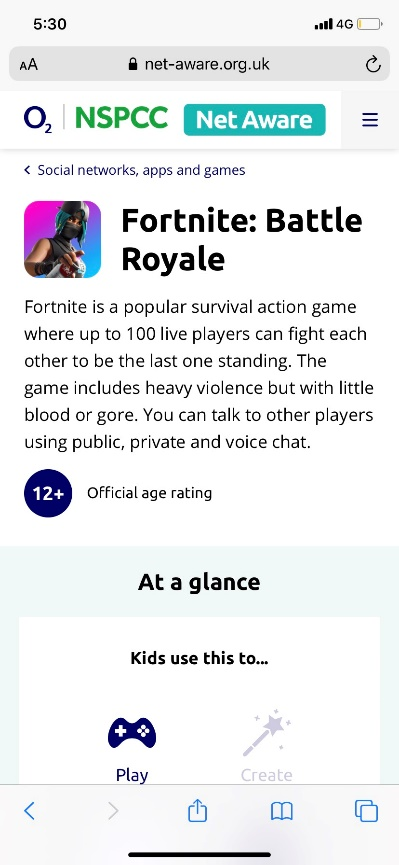 5:30
4G
AA
net-aware.org.uk
O2
NSPCC
Net Aware
Social networks, apps and games
Fortnite: Battle
Royale
Fortnite is a popular survival action game
where up to 100 live players can fight each
other to be the last one standing. The
game includes heavy violence but with little
blood or gore. You can talk to other players
using public, private and voice chat.
12+
Official age rating
At a glance
Kids use this to...
Play
Create